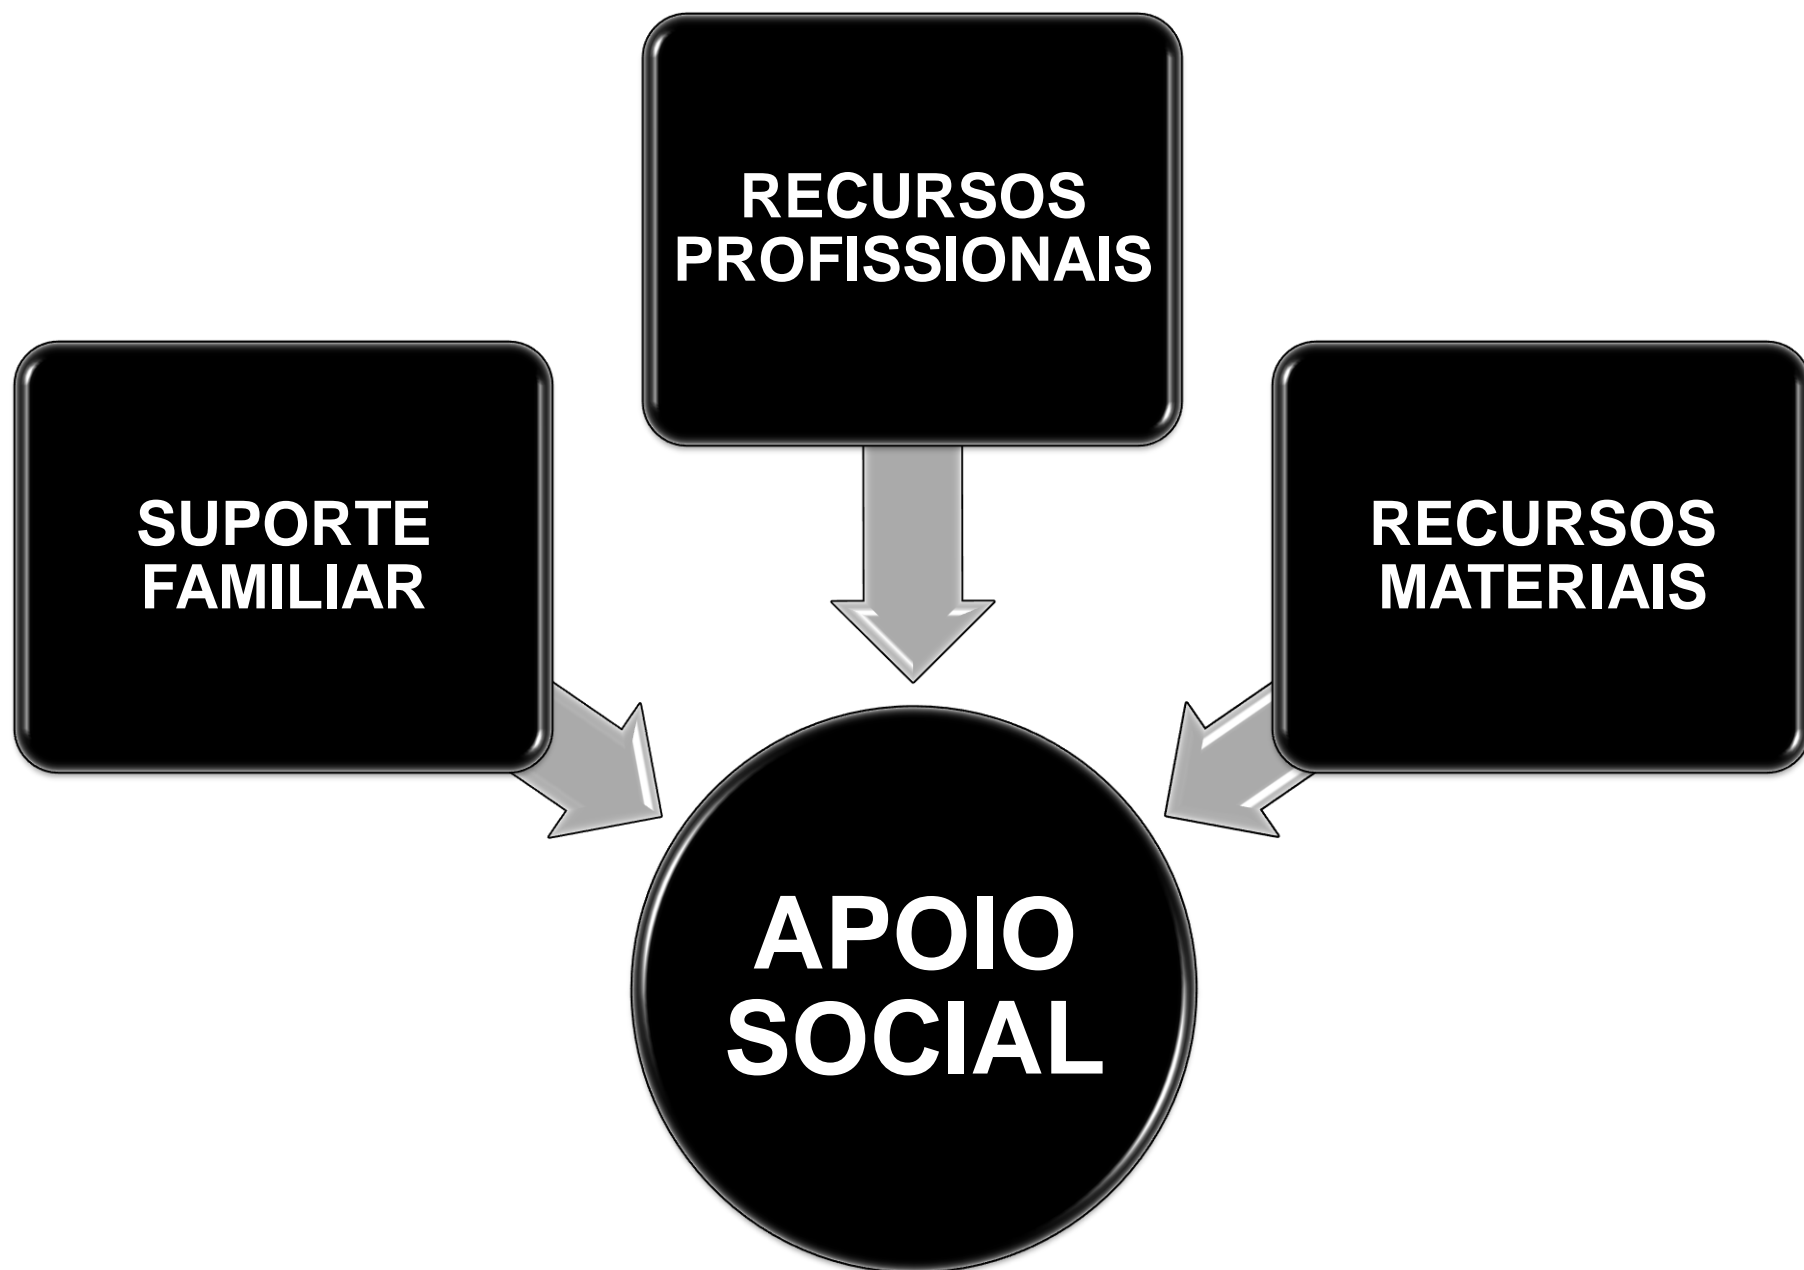 RECURSOS
PROFISSIONAIS
SUPORTE
FAMILIAR
RECURSOS
MATERIAIS
APOIO
SOCIAL